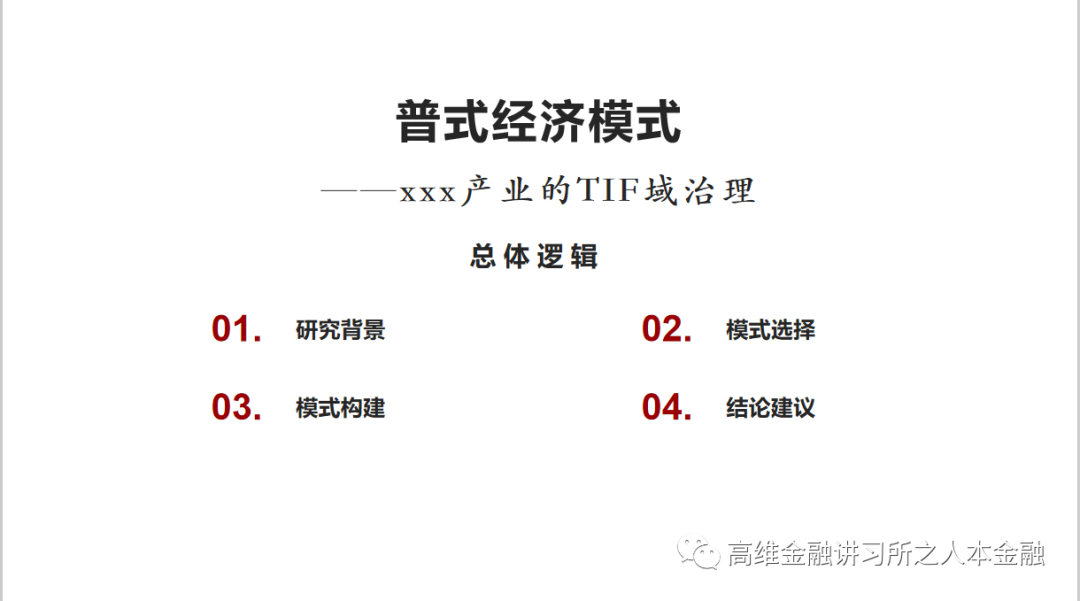 普式经济模式
——xxx产业的TIF域治理
总体逻辑
01. 研究背景
02. 模式选择
03. 模式构建
04. 结论建议
高维金融讲习所之人本金融